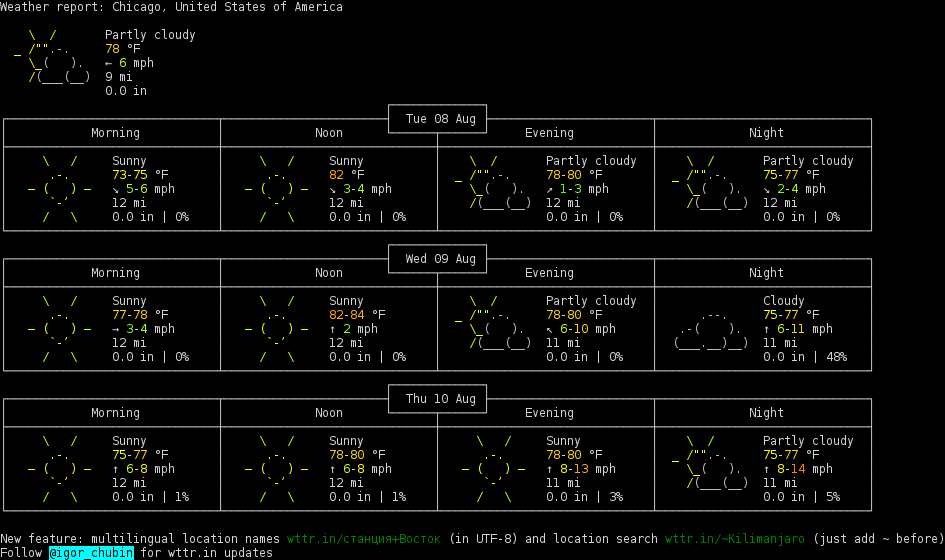 Weather report: Chicago, United States of America
Partly cloudy
78 °F
← 6 mph
9 mi
0.0 in
Tue 08 Aug
Morning Noon Evening Night
Sunny Sunny Partly cloudy Partly cloudy
73-75 °F 82 °F 78-80 °F 75-77 °F
↘ 5-6 mph ↘ 3-4 mph ↗ 1-3 mph ↘ 2-4 mph
12 mi 12 mi 12 mi 12 mi
0.0 in | 0% 0.0 in | 0% 0.0 in | 0% 0.0 in | 0%
Wed 09 Aug
Morning Noon Evening Night
Sunny Sunny Partly cloudy Cloudy
77-78 °F 82-84 °F 78-80 °F 75-77 °F
→ 3-4 mph ↑ 2 mph ↖ 6-10 mph ↑ 6-11 mph
12 mi 12 mi 11 mi 11 mi
0.0 in | 0% 0.0 in | 0% 0.0 in | 0% 0.0 in | 48%
Thu 10 Aug
Morning Noon Evening Night
Sunny Sunny Sunny Partly cloudy
75-77 °F 78-80 °F 78-80 °F 75-77 °F
↑ 6-8 mph ↑ 6-8 mph ↑ 8-13 mph ↑ 8-14 mph
12 mi 12 mi 11 mi 11 mi
0.0 in | 1% 0.0 in | 1% 0.0 in | 3% 0.0 in | 5%
New feature: multilingual location names wttr.in/станция+Восток (in UTF-8) and location search wttr.in/~Kilimanjaro (just add ~ before)
Follow @igor_chubin for wttr.in updates